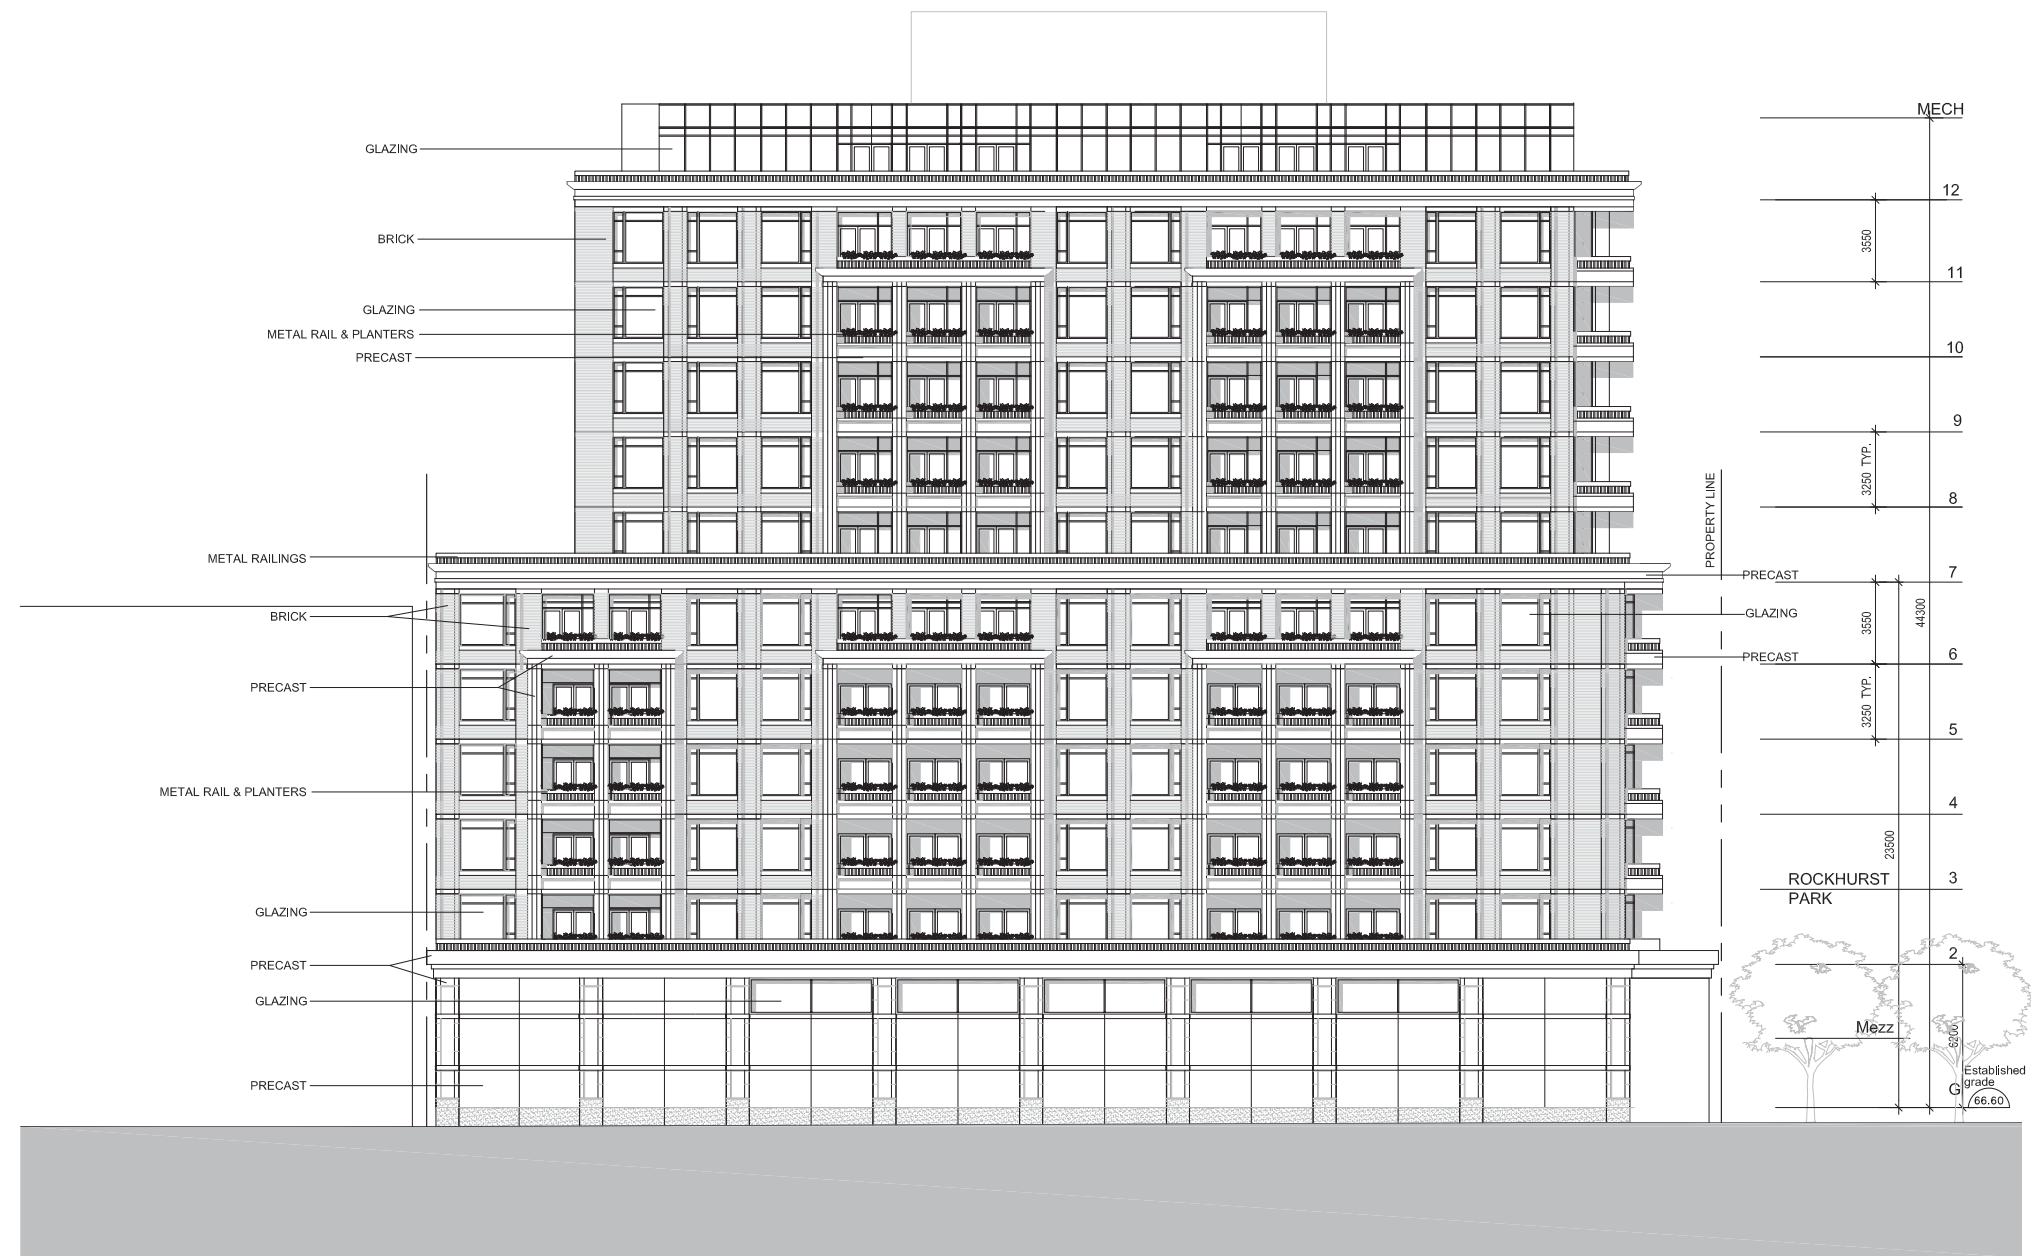 MECH
GLAZING
12
BRICK
3550
11
GLAZING
METAL RAIL & PLANTERS
PRECAST
10
9
3250 TYP.
8
PROPERTY LINE
METAL RAILINGS
PRECAST
7
BRICK
GLAZING
3550
44300
PRECAST
6
PRECAST
3250 TYP.
5
METAL RAIL & PLANTERS
4
23500
ROCKHURST
PARK
3
GLAZING
2
PRECAST
GLAZING
Mezz
6200
PRECAST
Established
grade
G
66.60